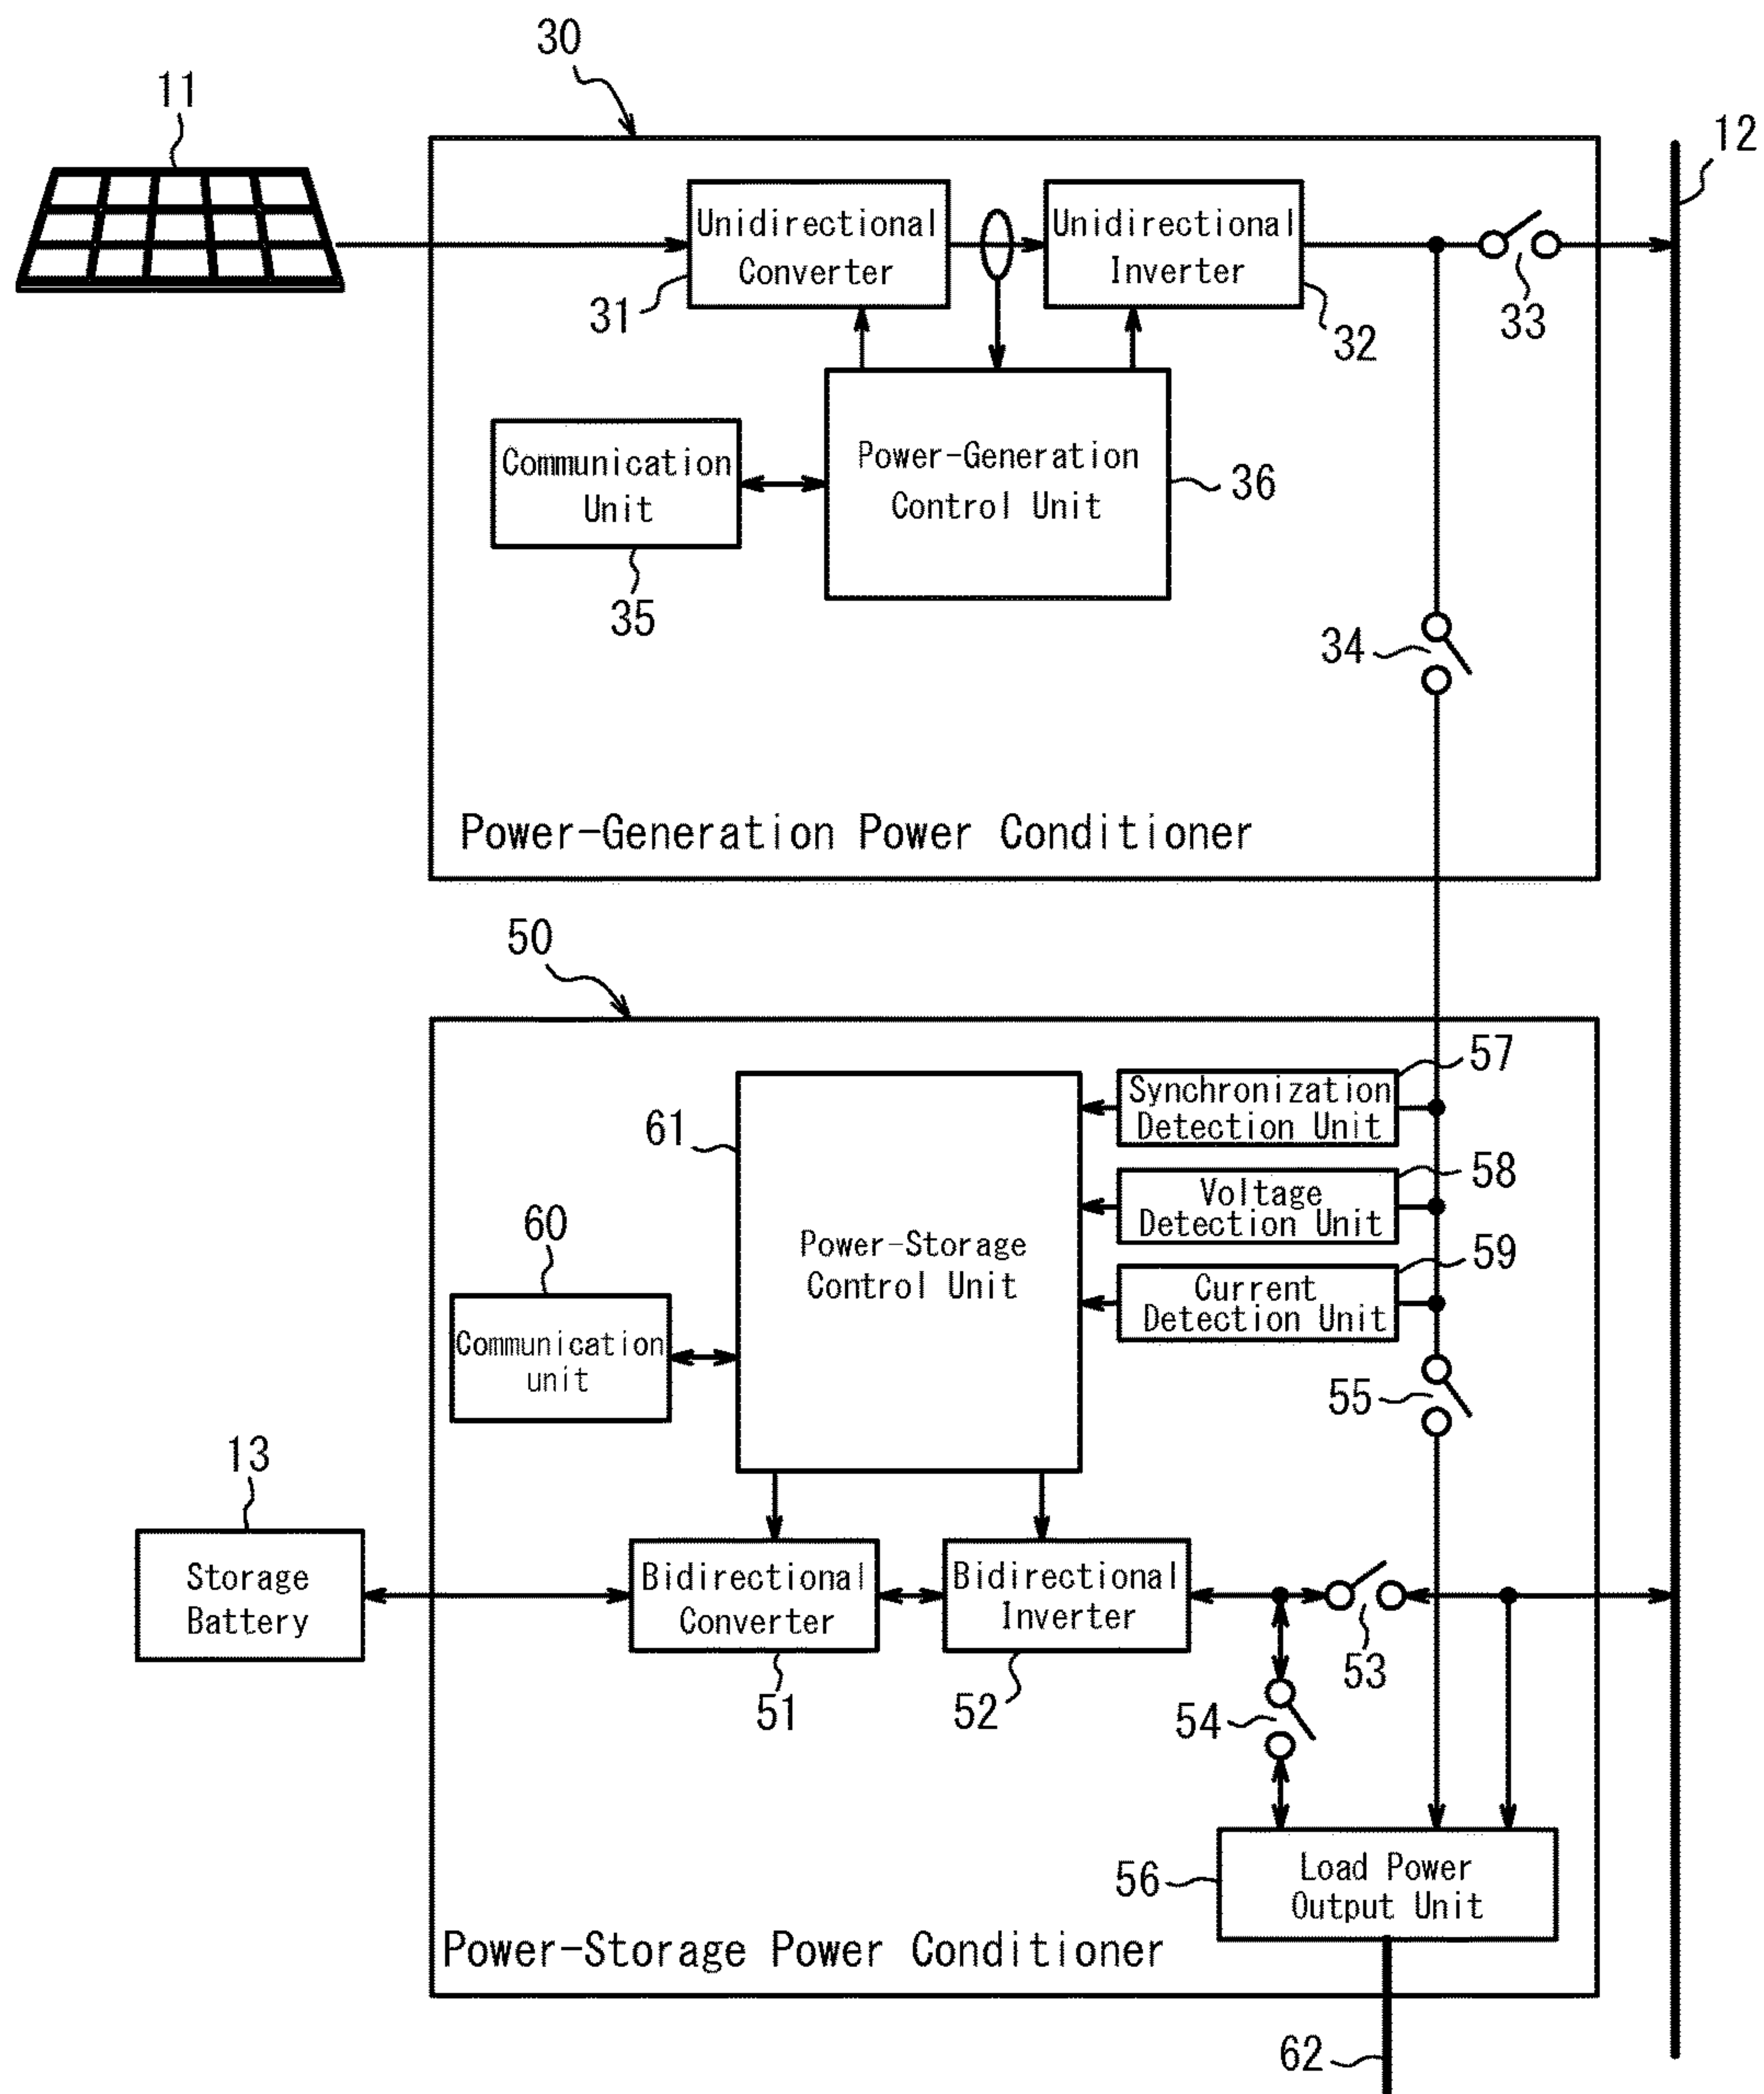 30
11
12
Unidirectional
Converter
Unidirectional
Inverter
31
32
33
Communication
Unit
Power-Generation
Control Unit
36
35
34
Power-Generation Power Conditioner
50
57
Synchronization
Detection Unit
61
58
Voltage
Detection Unit
60
Power-Storage
Control Unit
59
Current
Detection Unit
Communication
unit
55
13
Storage
Battery
Bidirectional
Converter
Bidirectional
Inverter
51
52
53
54
56
Load Power
Output Unit
Power-Storage Power Conditioner
62